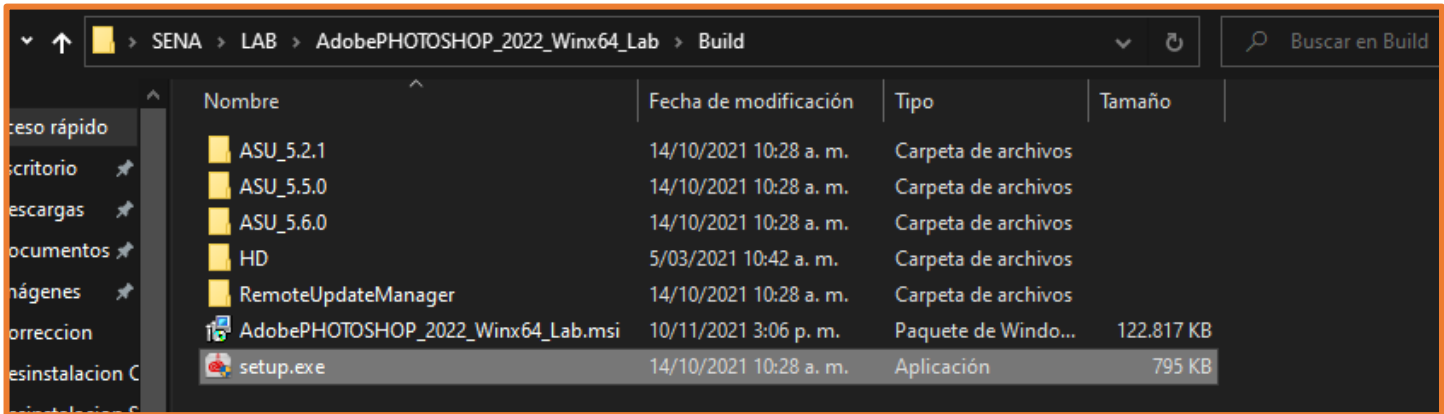 SENA > LAB > AdobePHOTOSHOP_2022_Winx64_Lab > Build
Buscar en Build
Nombre Fecha de modificación Tipo Tamaño
ceso rápido
ASU_5.2.1 14/10/2021 10:28 a. m. Carpeta de archivos
scritorio
ASU_5.5.0 14/10/2021 10:28 a. m. Carpeta de archivos
escargas
ASU_5.6.0 14/10/2021 10:28 a. m. Carpeta de archivos
ocumentos
HD 5/03/2021 10:42 a. m. Carpeta de archivos
nágenes
RemoteUpdateManager 14/10/2021 10:28 a. m. Carpeta de archivos
orreccion
AdobePHOTOSHOP_2022_Winx64_Lab.msi 10/11/2021 3:06 p. m. Paquete de Windo... 122.817 KB
esinstalacion C
setup.exe 14/10/2021 10:28 a. m. Aplicación 795 KB